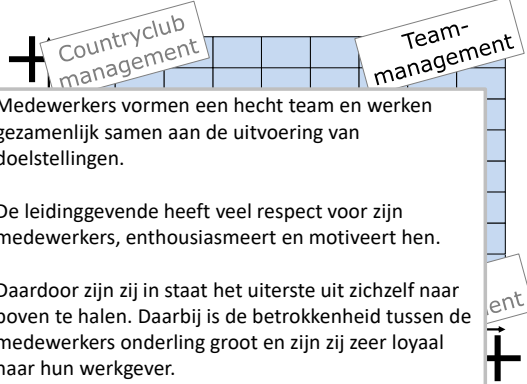 Countryclub
management
Team-
management
Medewerkers vormen een hecht team en werken
gezamenlijk samen aan de uitvoering van
doelstellingen.
De leidinggevende heeft veel respect voor zijn
medewerkers, enthousiasmeert en motiveert hen.
Daardoor zijn zij in staat het uiterste uit zichzelf naar
boven te halen. Daarbij is de betrokkenheid tussen de
medewerkers onderling groot en zijn zij zeer loyaal
naar hun werkgever.